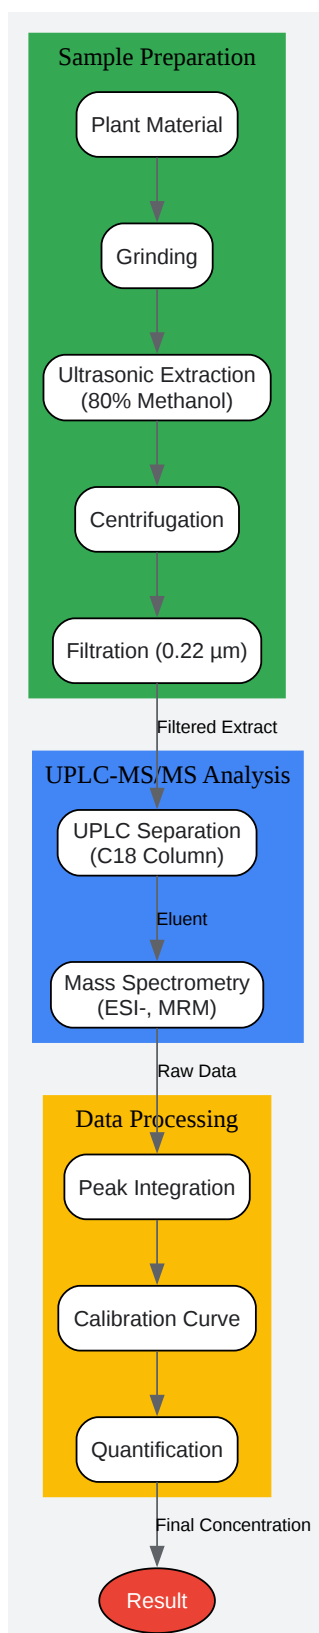 Sample Preparation
Plant Material
Grinding
Ultrasonic Extraction
(80% Methanol)
Centrifugation
Filtration (0.22 µm)
Filtered Extract
UPLC-MS/MS Analysis
UPLC Separation
(C18 Column)
Eluent
Mass Spectrometry
(ESI-, MRM)
Raw Data
Data Processing
Peak Integration
Calibration Curve
Quantification
Final Concentration
Result